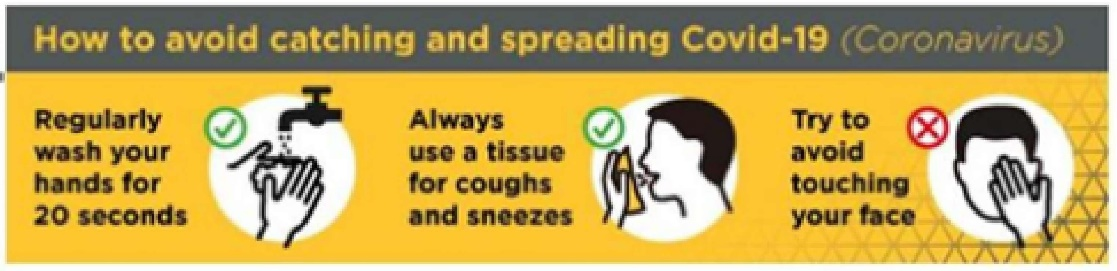 How to avoid catching and spreading Covid-19 (Coronavirus)
Regularly
wash your
hands for
20 seconds
Always
use a tissue
for coughs
and sneezes
Try to
avoid
touching
your face